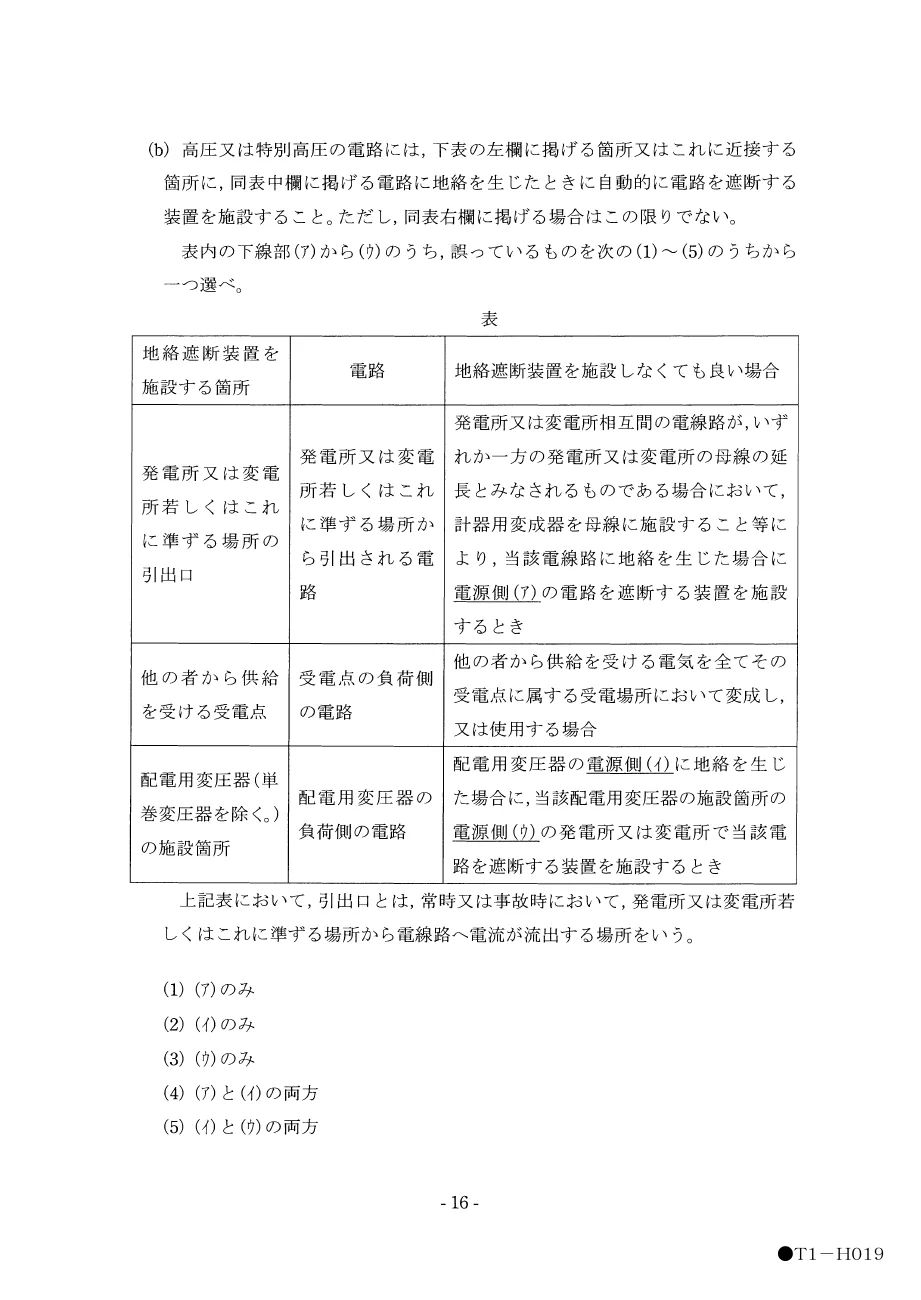 (b) 高圧又は特別高圧の電路には,下表の左欄に掲げる箇所又はこれに近接する
箇所に,同表中欄に掲げる電路に地絡を生じたときに自動的に電路を遮断する
装置を施設すること。ただし,同表右欄に掲げる場合はこの限りでない。
表内の下線部(ｱ)から(ｳ)のうち,誤っているものを次の(1)～(5)のうちから
一つ選べ。
表
地絡遮断装置を
施設する箇所
電路
地絡遮断装置を施設しなくても良い場合
発電所又は変電
所若しくはこれ
に準ずる場所の
引出口
発電所又は変電
所若しくはこれ
に準ずる場所か
ら引出される電
路
発電所又は変電所相互間の電線路が,いず
れか一方の発電所又は変電所の母線の延
長とみなされるものである場合において,
計器用変成器を母線に施設すること等に
より,当該電線路に地絡を生じた場合に
電源側(ｱ)の電路を遮断する装置を施設
するとき
他の者から供給
を受ける受電点
受電点の負荷側
の電路
他の者から供給を受ける電気を全てその
受電点に属する受電場所において変成し,
又は使用する場合
配電用変圧器(単
巻変圧器を除く。)
の施設箇所
配電用変圧器の
負荷側の電路
配電用変圧器の電源側(ｲ)に地絡を生じ
た場合に,当該配電用変圧器の施設箇所の
電源側(ｳ)の発電所又は変電所で当該電
路を遮断する装置を施設するとき
上記表において,引出口とは,常時又は事故時において,発電所又は変電所若
しくはこれに準ずる場所から電線路へ電流が流出する場所をいう。
(1) (ｱ)のみ
(2) (ｲ)のみ
(3) (ｳ)のみ
(4) (ｱ)と(ｲ)の両方
(5) (ｲ)と(ｳ)の両方
- 16 -
●T1－H019